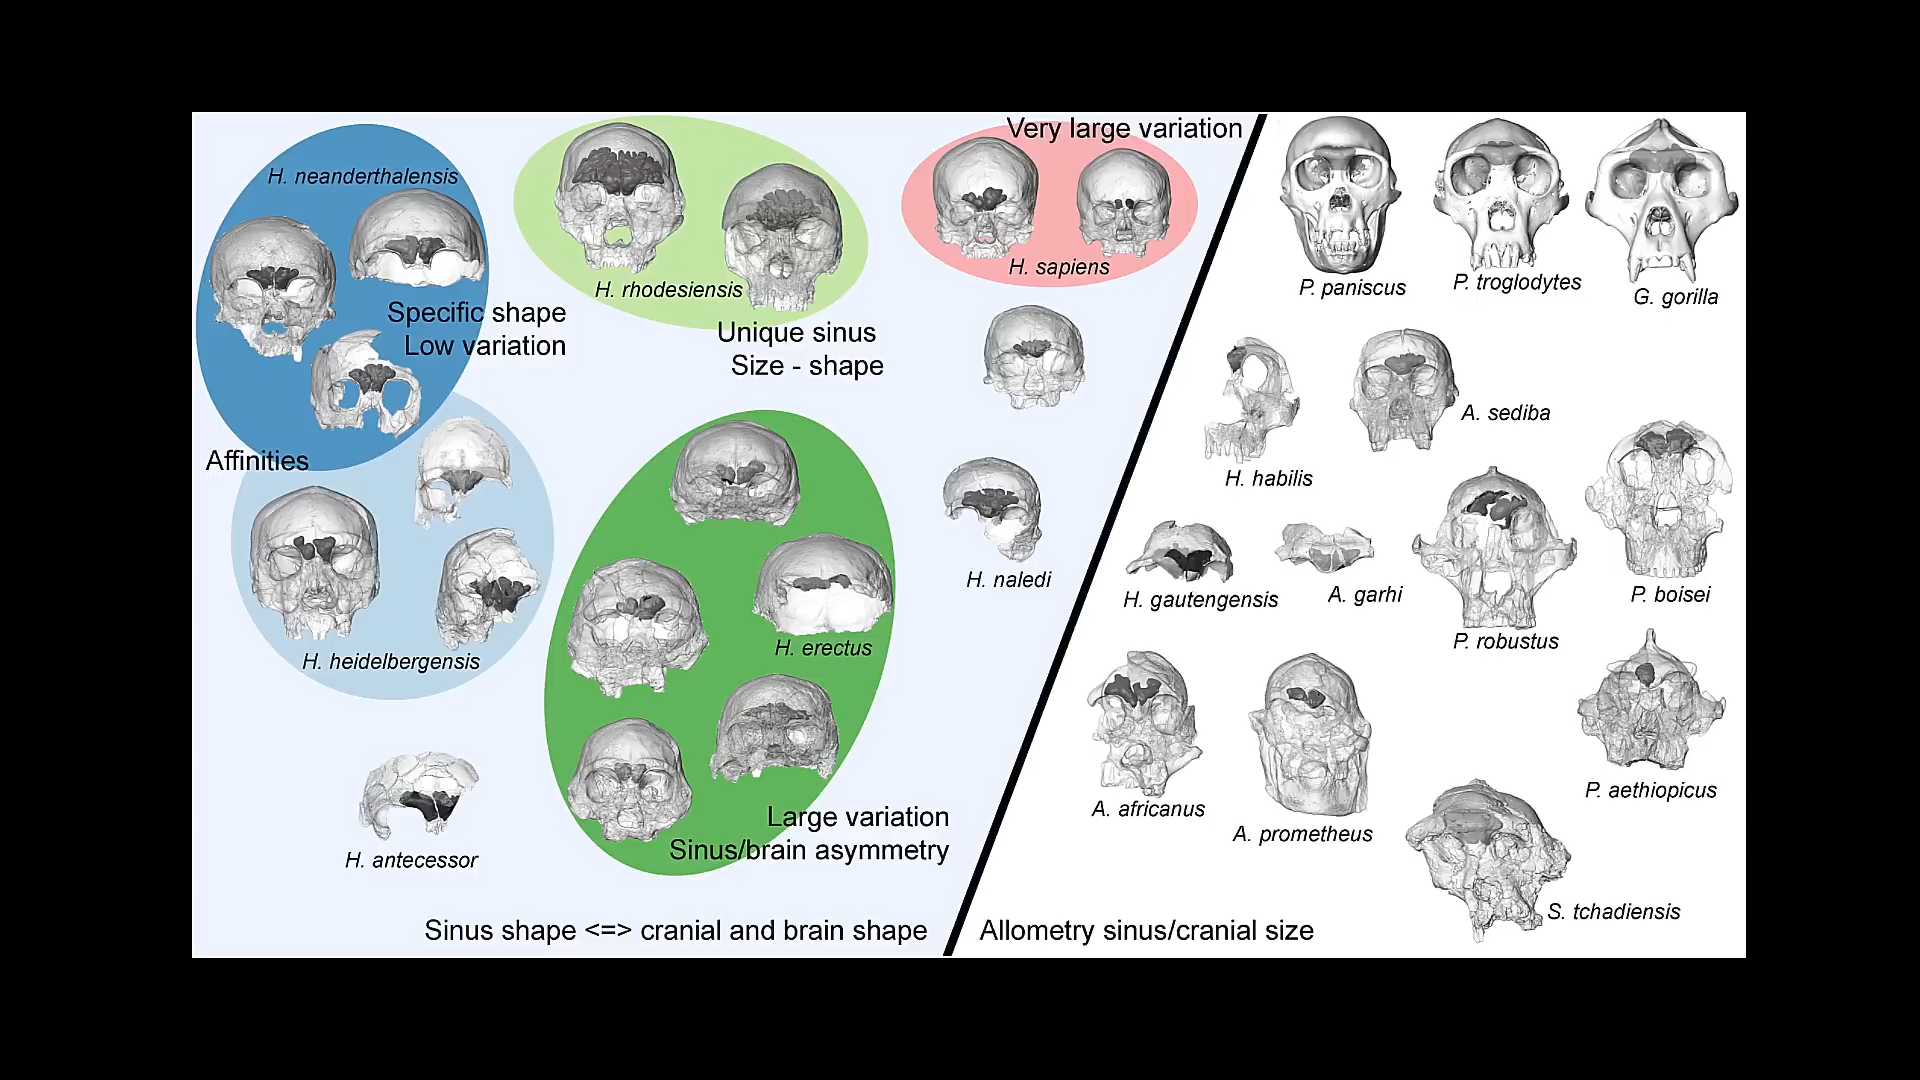 H. neanderthalensis
Specific shape
Low variation
Affinities
H. heidelbergensis
H. antecessor
H. rhodesiensis
Unique sinus
Size - shape
H. erectus
Large variation
Sinus/brain asymmetry
Very large variation
H. sapiens
H. naledi
Sinus shape <=> cranial and brain shape
P. paniscus
P. troglodytes
G. gorilla
H. habilis
A. sediba
H. gautengensis
A. garhi
P. robustus
P. boisei
A. africanus
A. prometheus
P. aethiopicus
S. tchadiensis
Allometry sinus/cranial size